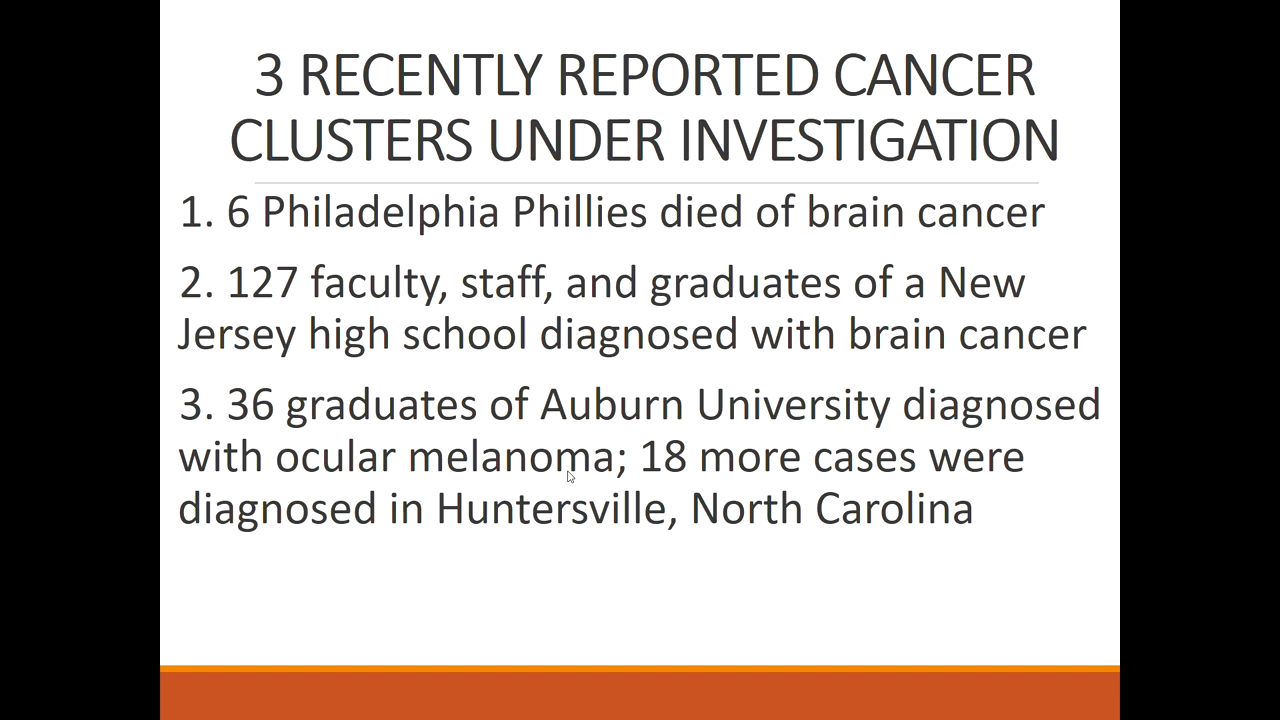 3 RECENTLY REPORTED CANCER
CLUSTERS UNDER INVESTIGATION
1. 6 Philadelphia Phillies died of brain cancer
2. 127 faculty, staff, and graduates of a New
Jersey high school diagnosed with brain cancer
3. 36 graduates of Auburn University diagnosed
with ocular melanoma; 18 more cases were
diagnosed in Huntersville, North Carolina